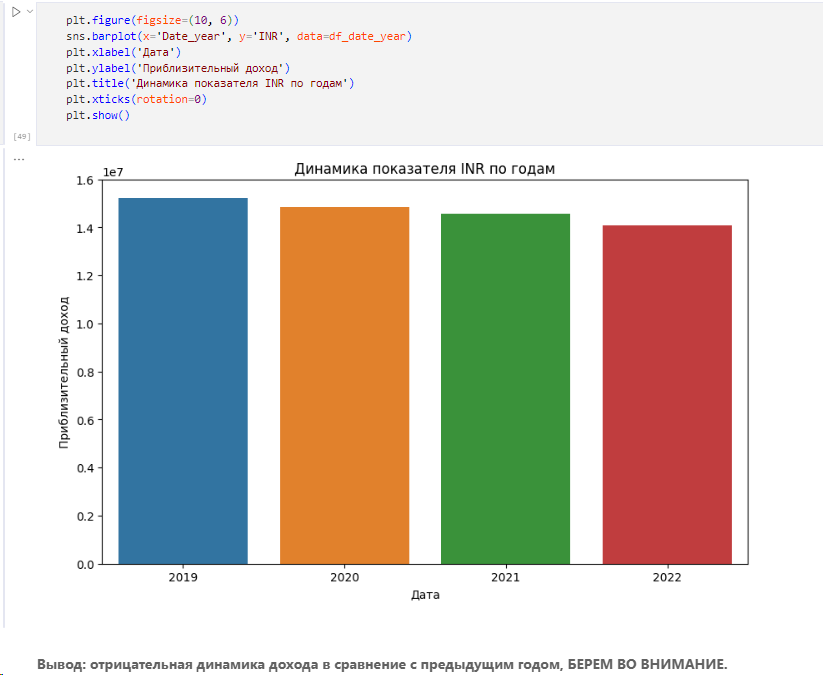 plt.figure(figsize=(10, 6))
sns.barplot(x='Date_year', y='INR', data=df_date_year)
plt.xlabel('Дата')
plt.ylabel('Приблизительный доход')
plt.title('Динамика показателя INR по годам')
plt.xticks(rotation=0)
plt.show()
[49]
...
Динамика показателя INR по годам
1e7
1.6
1.4
1.2
1.0
0.8
0.6
0.4
0.2
0.0
Приблизительный доход
2019 2020 2021 2022
Дата
Вывод: отрицательная динамика дохода в сравнение с предыдущим годом, БЕРЕМ ВО ВНИМАНИЕ.